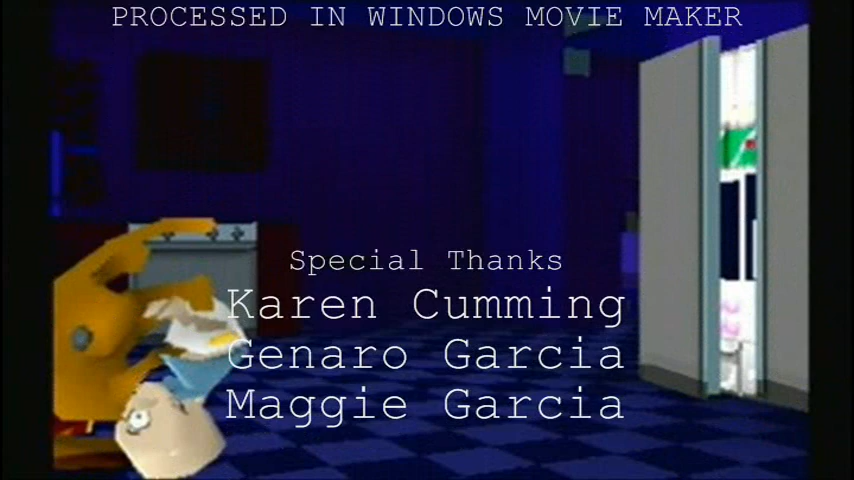 PROCESSED IN WINDOWS MOVIE MAKER
Special Thanks
Karen Cumming
Genaro Garcia
Maggie Garcia